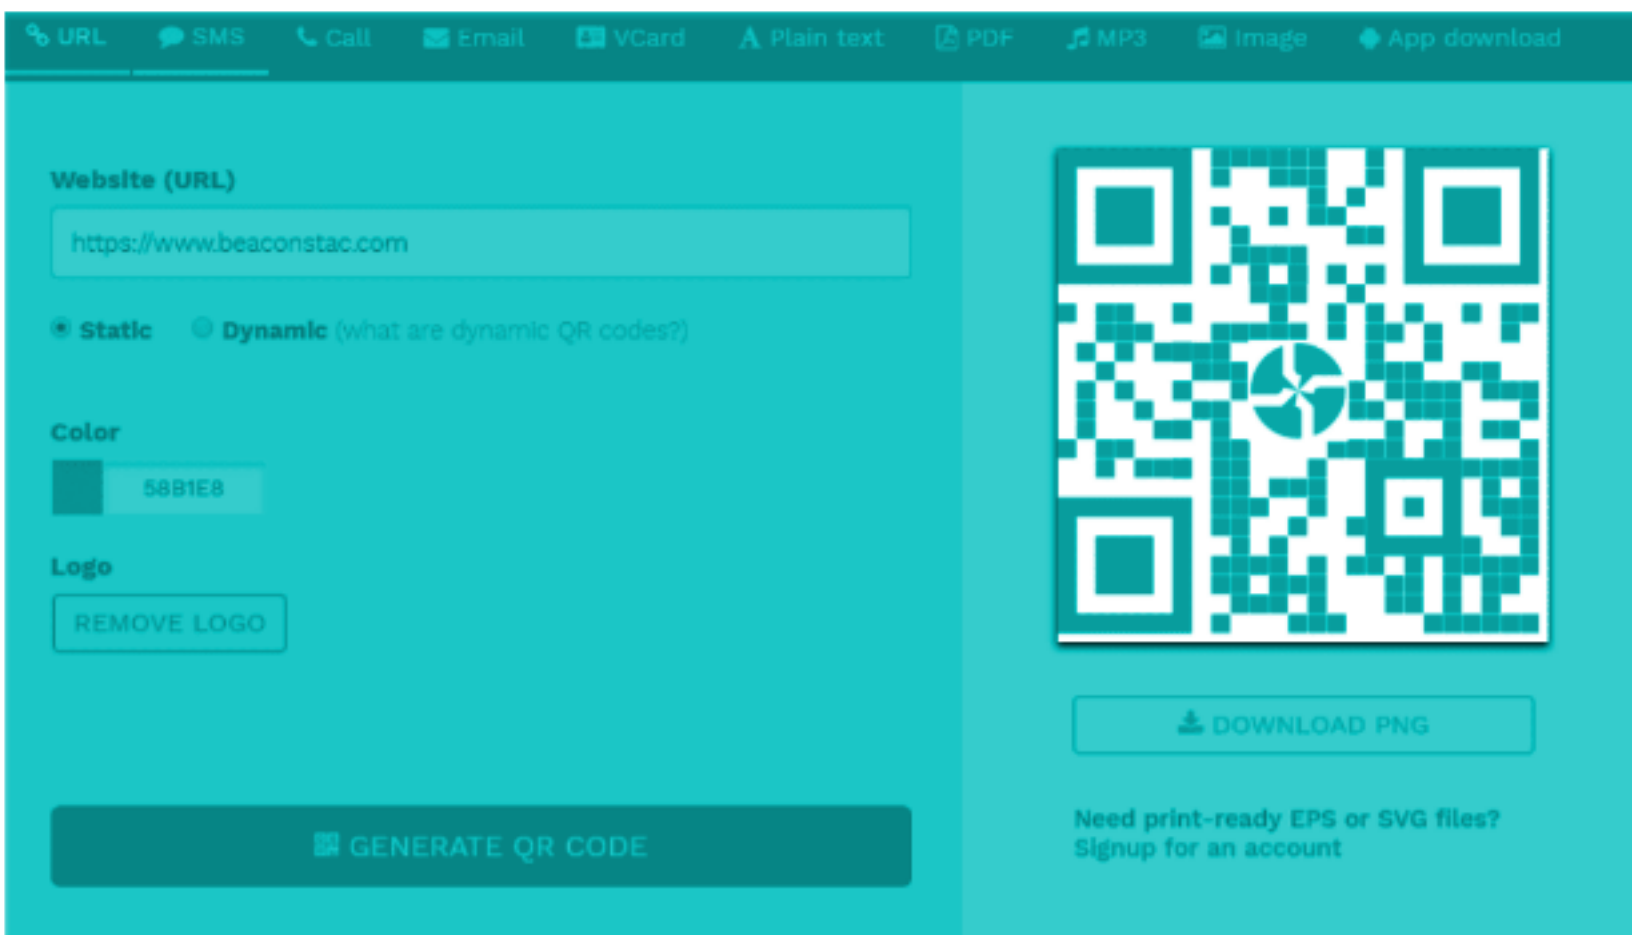 URL SMS Call Email VCard Plain text PDF MP3 Image App download
Website (URL)
https://www.beaconstac.com
Static Dynamic (what are dynamic QR codes?)
Color
58B1E8
Logo
REMOVE LOGO
GENERATE QR CODE
DOWNLOAD PNG
Need print-ready EPS or SVG files?
Signup for an account